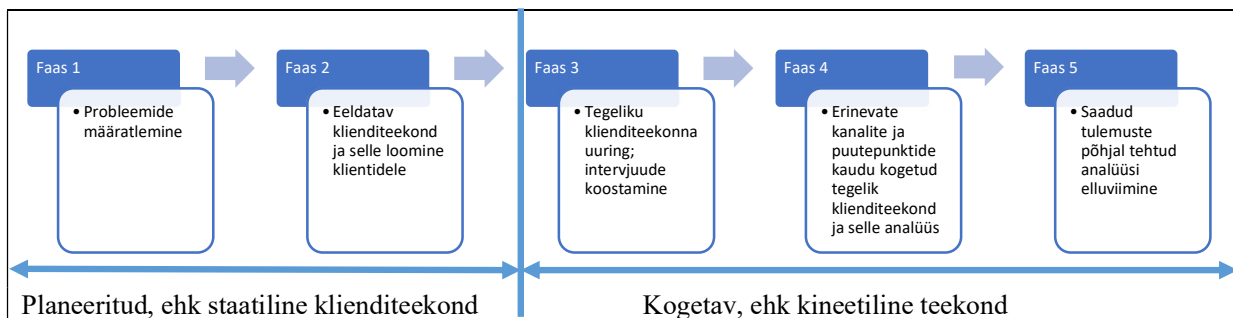 Faas 1
• Probleemide
määratlemine
Faas 2
• Eeldatav
klienditeekond
ja selle loomine
klientidele
Faas 3
• Tegeliku
klienditeekonna
uuring;
intervjuude
koostamine
Faas 4
• Erinevate
kanalite ja
puutepunktide
kaudu kogetud
tegelik
klienditeekond
ja selle analüüs
Faas 5
• Saadud
tulemuste
põhjal tehtud
analüüsi
elluviimine
Planeeritud, ehk staatiline klienditeekond
Kogetav, ehk kineetiline teekond